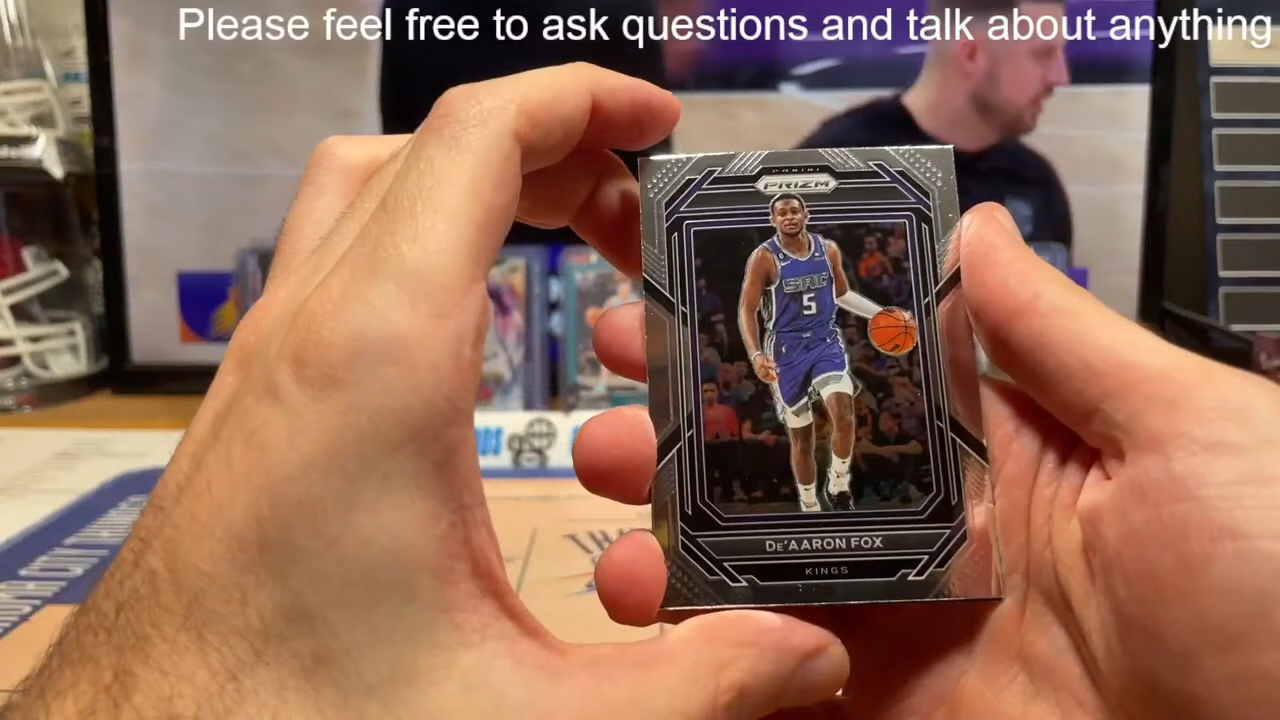 Please feel free to ask questions and talk about anything
PANINI
PRIZM
SAC
5
DE'AARON FOX
KINGS